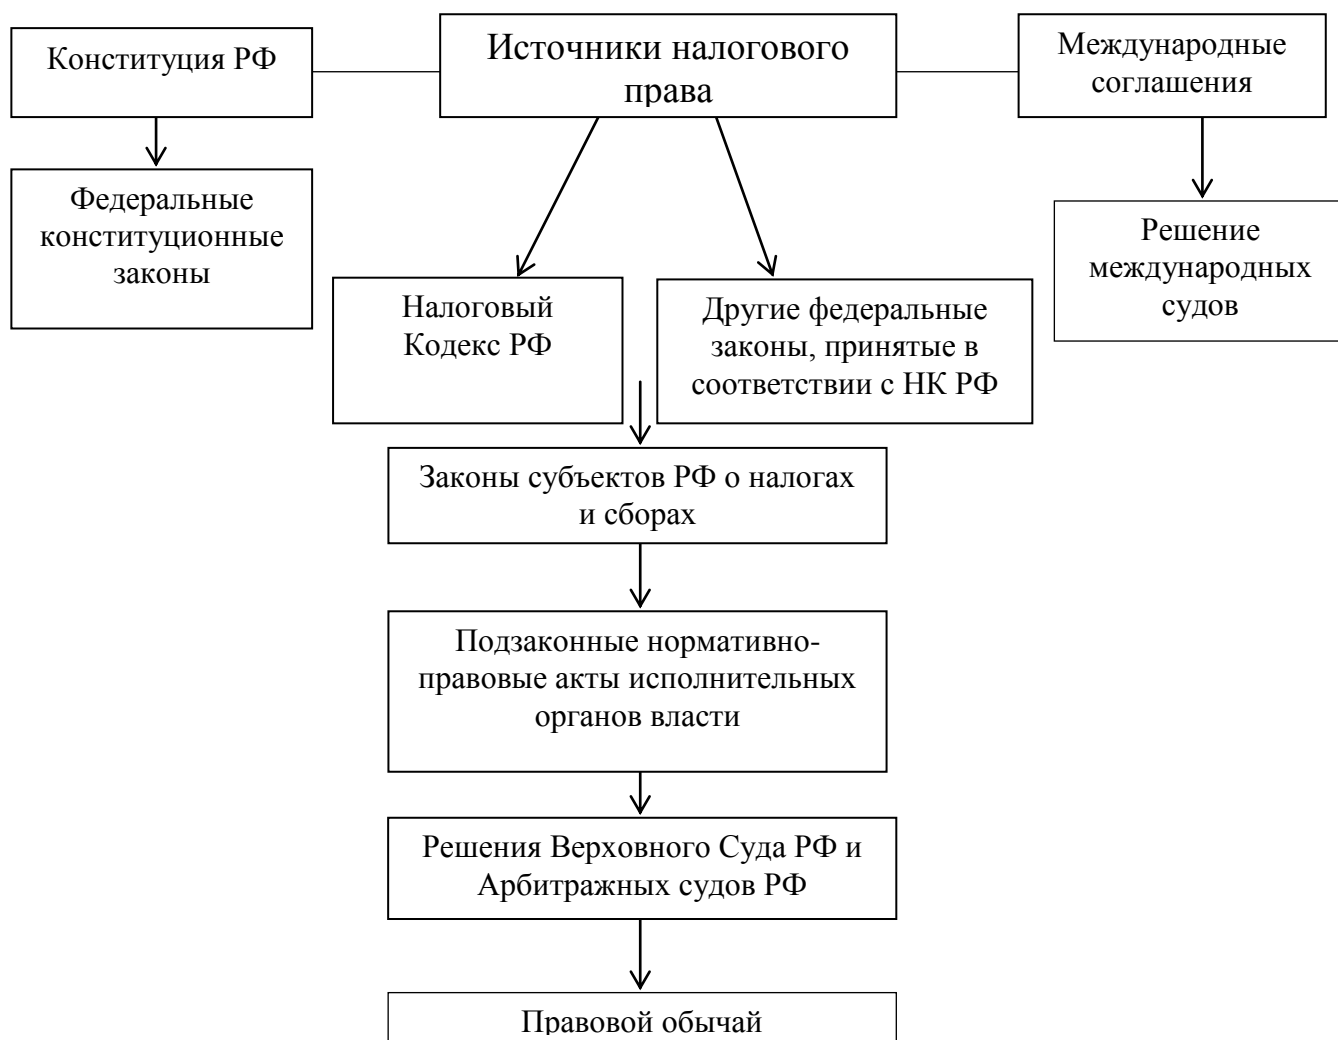 Конституция РФ
Источники налогового
права
Международные
соглашения
Федеральные
конституционные
законы
Решение
международных
судов
Налоговый
Кодекс РФ
Другие федеральные
законы, принятые в
соответствии с НК РФ
Законы субъектов РФ о налогах
и сборах
Подзаконные нормативно-
правовые акты исполнительных
органов власти
Решения Верховного Суда РФ и
Арбитражных судов РФ
Правовой обычай